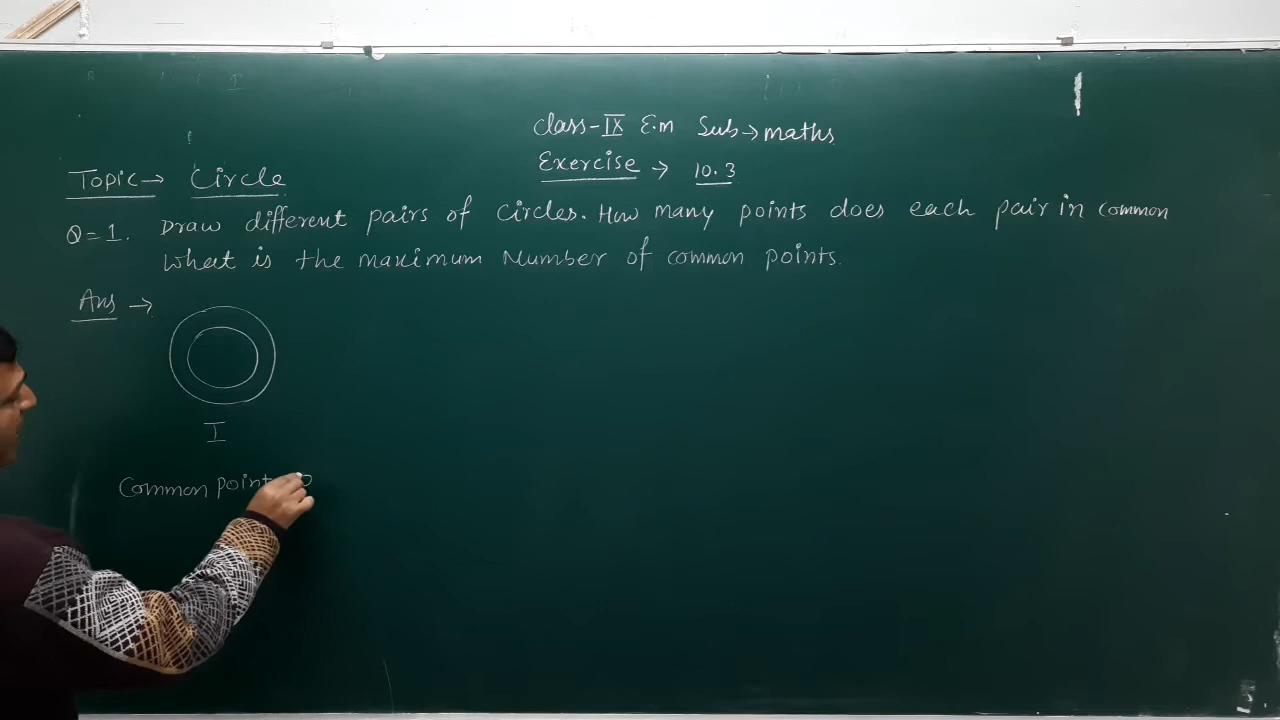 Class-IX E.m Sub→maths
Exercise → 10.3
Topic→ Circle
Q=1. Draw different pairs of circles. How many points does each pair in common
What is the maximum Number of common points.
Ans →
I
Common point